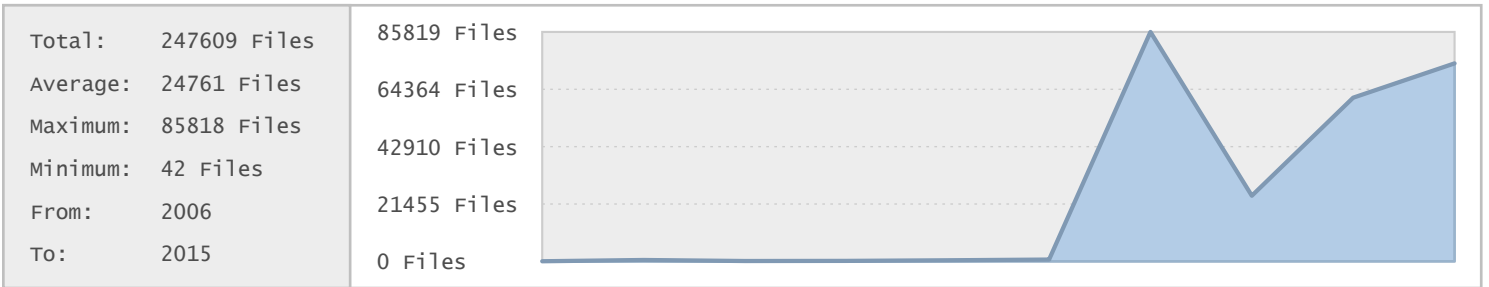 Total: 247609 Files
Average: 24761 Files
Maximum: 85818 Files
Minimum: 42 Files
From: 2006
To: 2015
85819 Files
64364 Files
42910 Files
21455 Files
0 Files